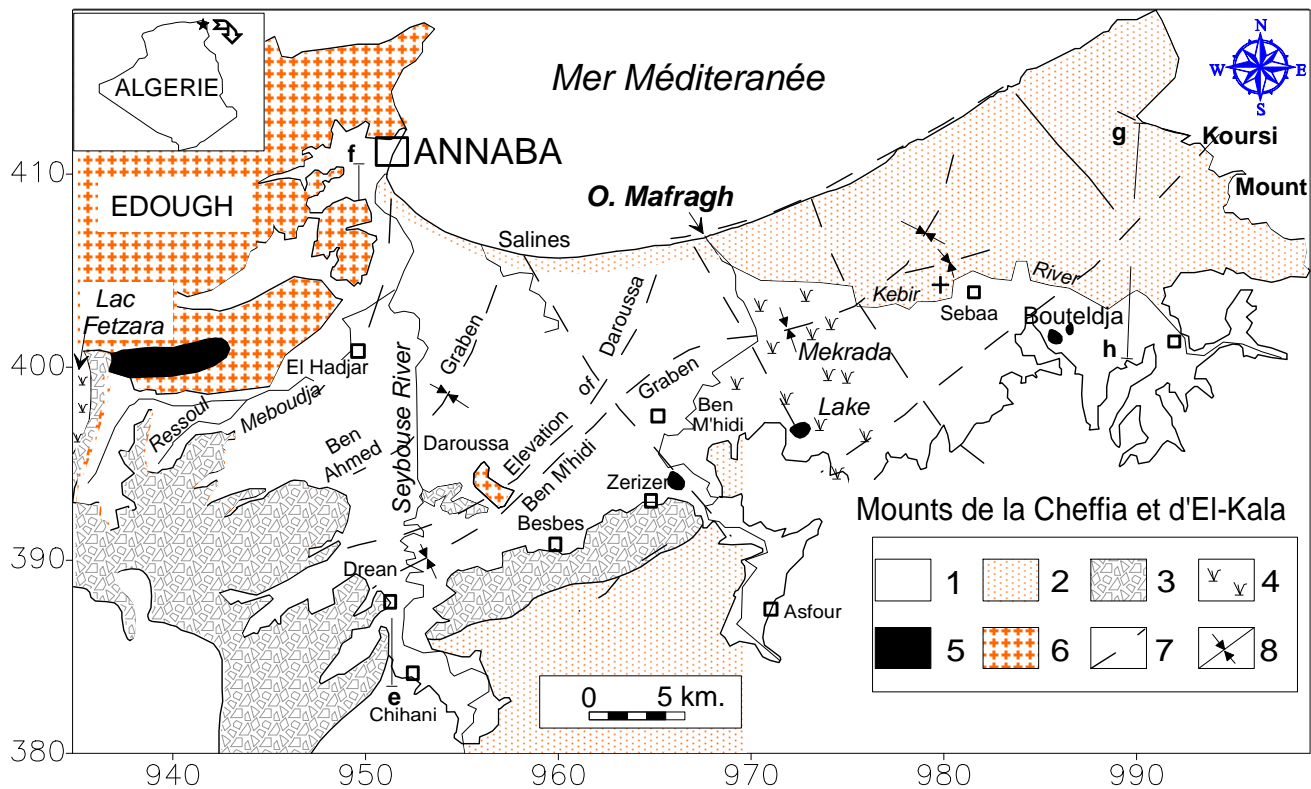 ALGERIE
Mer Méditeranée
N
W
E
S
ANNABA
f
g
Koursi
Mount
410
EDOUGH
O. Mafragh
Salines
Lac
Fetzara
Kebir
River
Sebaa
Bouteldja
h
400
El Hadjar
Graben
Daroussa
of
Elevation
Graben
Mekrada
Lake
Ressoul
Meboudja
Ben
Ahmed
Seybouse River
Daroussa
Ben M'hidi
Ben
M'hidi
Zerizer
Besbes
390
Drean
Asfour
e
Chihani
Mounts de la Cheffia et d'El-Kala
1
2
3
4
5
6
7
8
0 5 km.
380
940 950 960 970 980 990